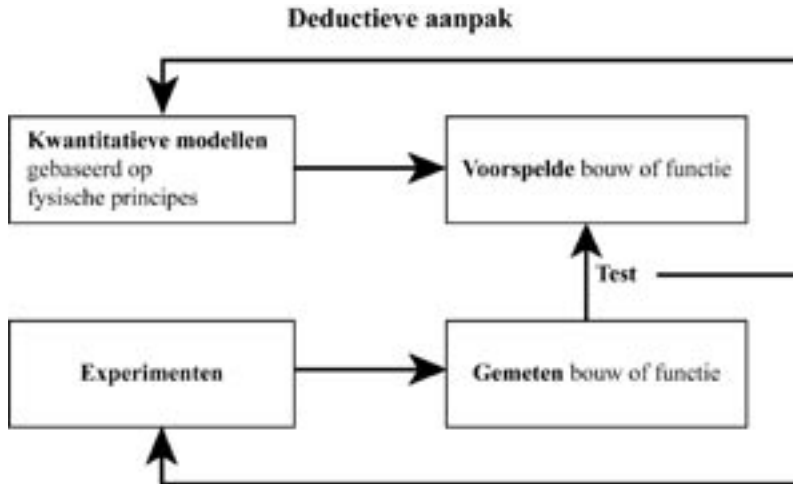 Deductieve aanpak
Kwantitatieve modellen
gebaseerd op
fysische principes
Voorspelde bouw of functie
Test
Experimenten
Gemeten bouw of functie